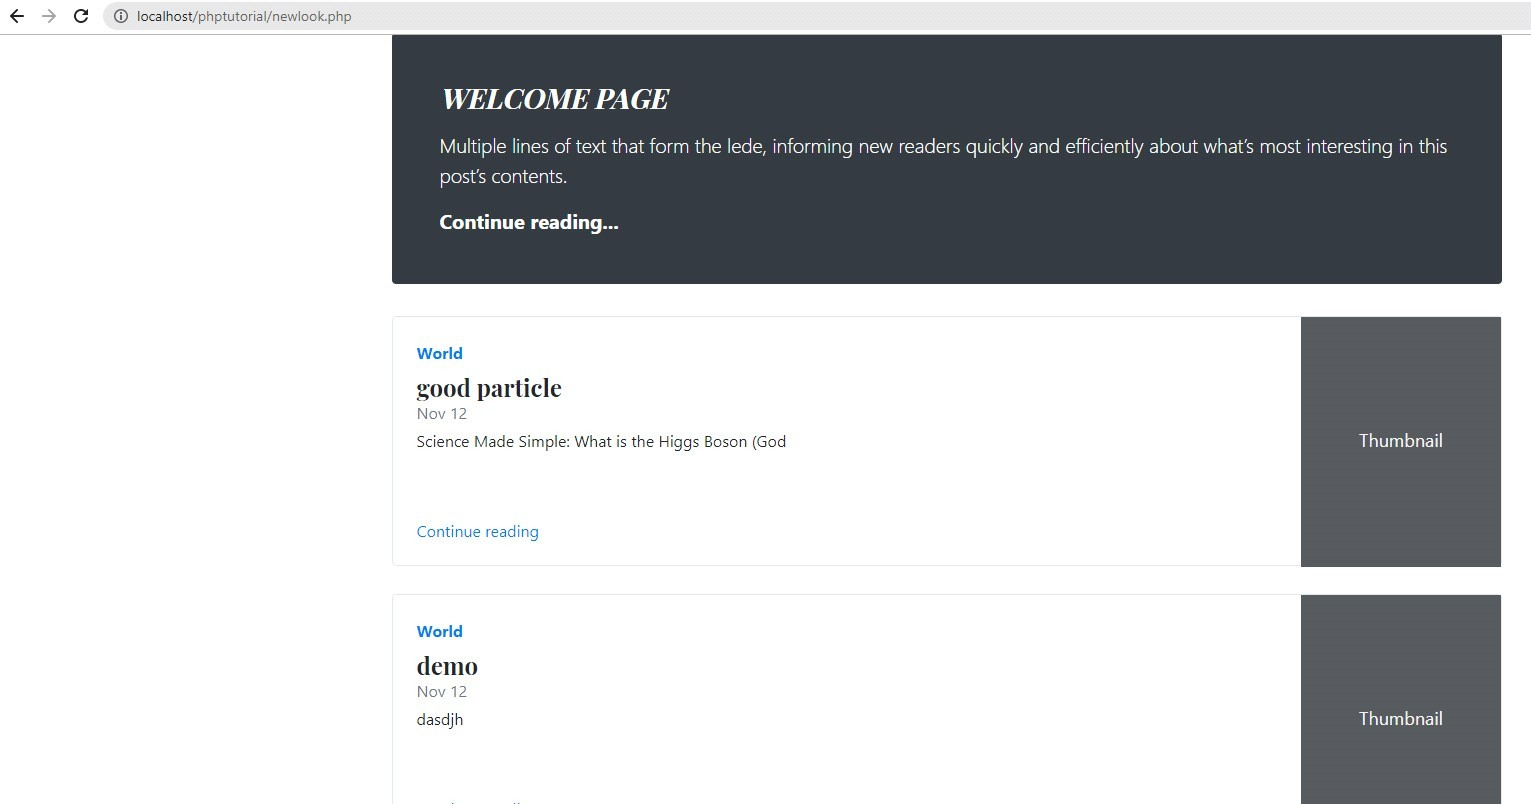 localhost/phptutorial/newlook.php
WELCOME PAGE
Multiple lines of text that form the lede, informing new readers quickly and efficiently about what’s most interesting in this
post’s contents.
Continue reading...
World
good particle
Nov 12
Science Made Simple: What is the Higgs Boson (God
Thumbnail
Continue reading
World
demo
Nov 12
dasdjh
Thumbnail